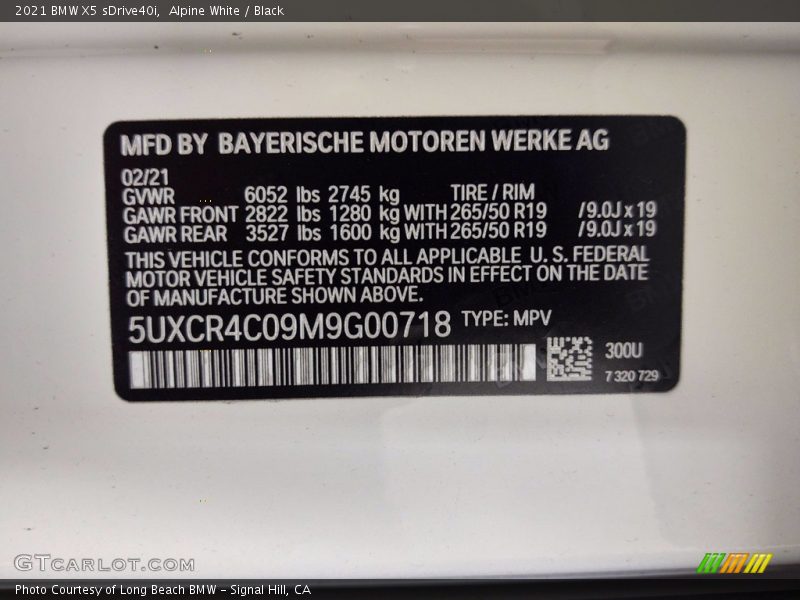 2021 BMW X5 sDrive40i,  Alpine White / Black
MFD BY BAYERISCHE MOTOREN WERKE AG
02/21
GVWR 6052 lbs 2745 kg TIRE / RIM
GAWR FRONT 2822 lbs 1280 kg WITH 265/50 R19 /9.0J x 19
GAWR REAR 3527 lbs 1600 kg WITH 265/50 R19 /9.0J x 19
THIS VEHICLE CONFORMS TO ALL APPLICABLE U.S. FEDERAL
MOTOR VEHICLE SAFETY STANDARDS IN EFFECT ON THE DATE
OF MANUFACTURE SHOWN ABOVE.
5UXCR4C09M9G00718 TYPE: MPV
300U
7 320 729
GTCARLOT.COM
Photo Courtesy of Long Beach BMW - Signal Hill, CA